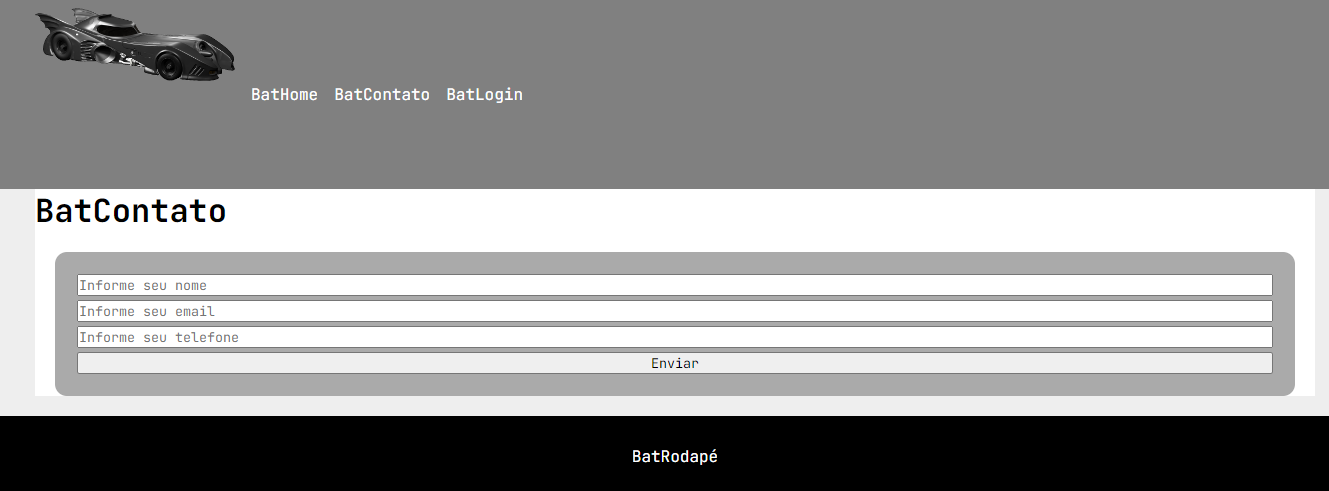 BatHome BatContato BatLogin
BatContato
Informe seu nome
Informe seu email
Informe seu telefone
Enviar
BatRodapé